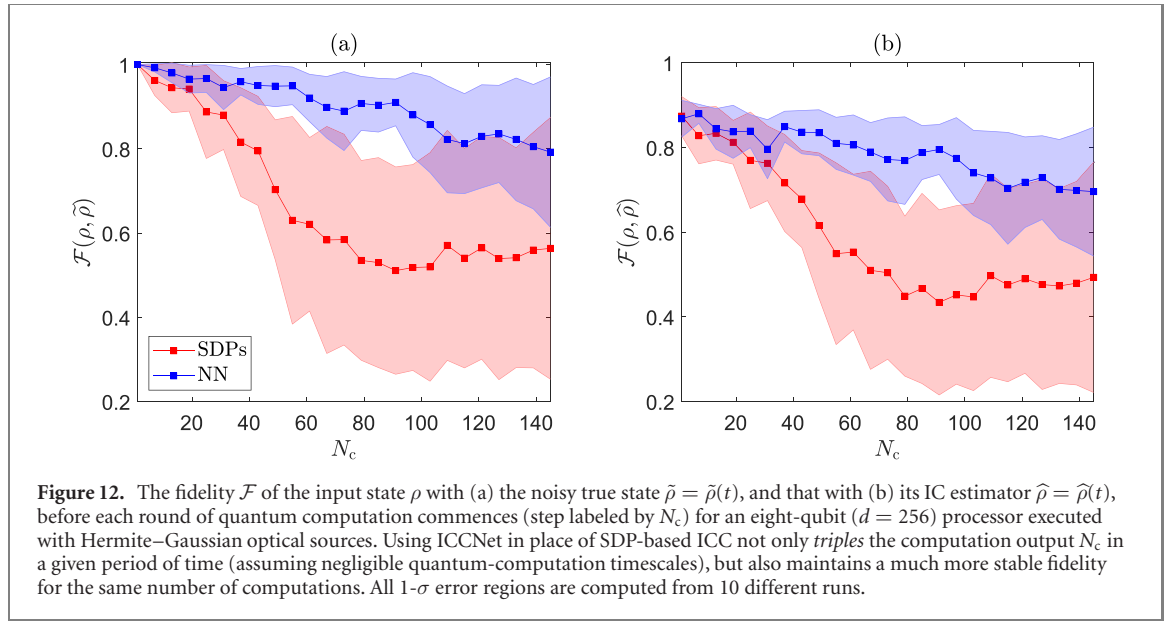 (a)
(b)
1
0.8
0.6
0.4
0.2
F(ρ, ρ̃)
SDPs
NN
20 40 60 80 100 120 140
N_c
1
0.8
0.6
0.4
0.2
F(ρ, ρ̂)
20 40 60 80 100 120 140
N_c
Figure 12. The fidelity F of the input state ρ with (a) the noisy true state ρ̃ = ρ̃(t), and that with (b) its IC estimator ρ̂ = ρ̂(t),
before each round of quantum computation commences (step labeled by N_c) for an eight-qubit (d = 256) processor executed
with Hermite–Gaussian optical sources. Using ICCNet in place of SDP-based ICC not only triples the computation output N_c in
a given period of time (assuming negligible quantum-computation timescales), but also maintains a much more stable fidelity
for the same number of computations. All 1-σ error regions are computed from 10 different runs.